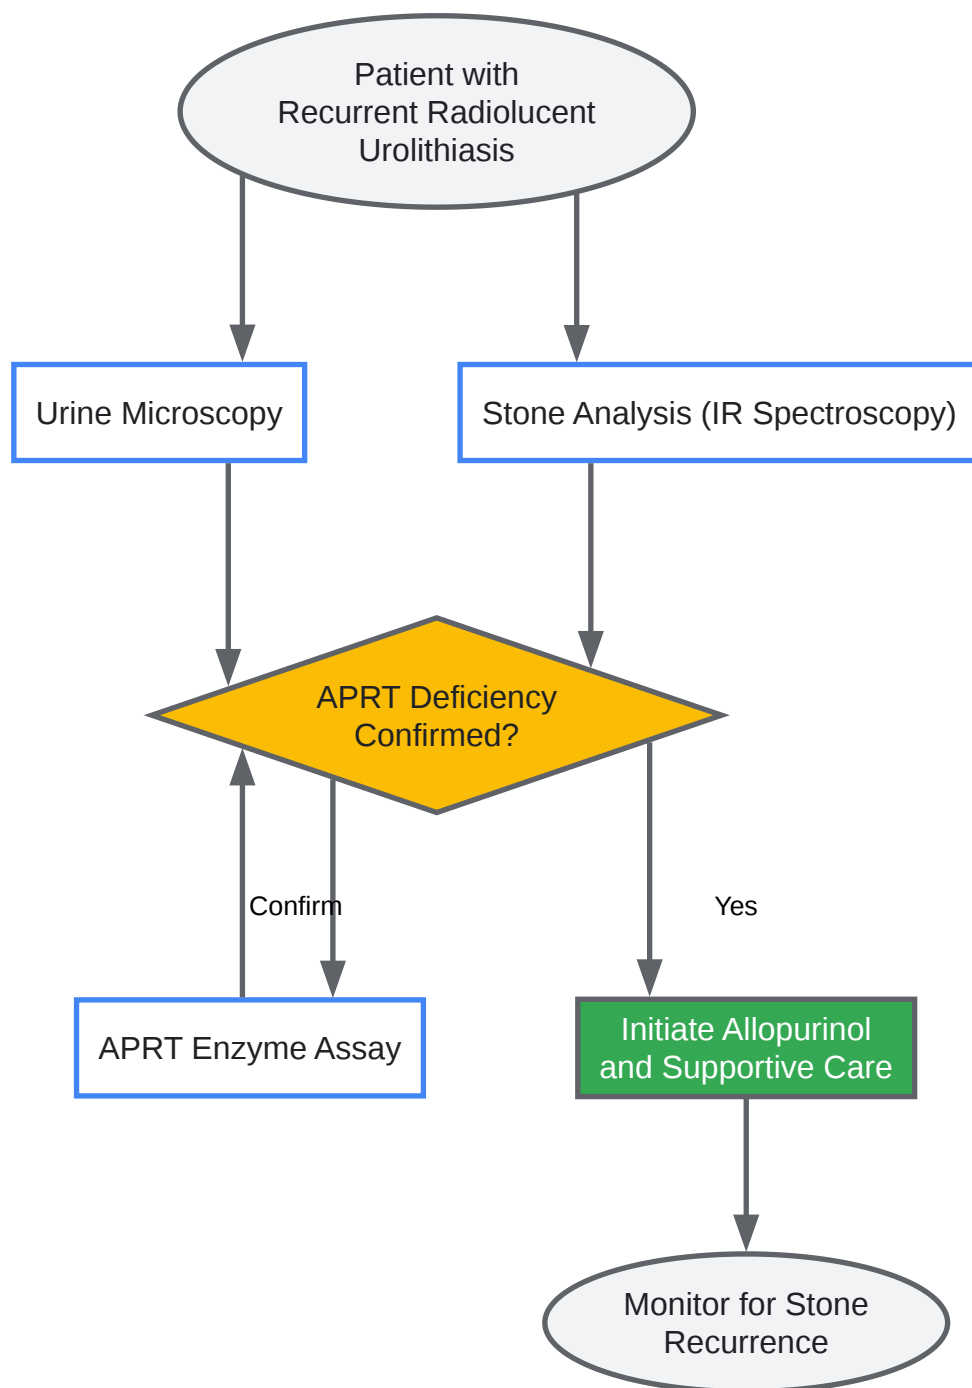 Patient with
Recurrent Radiolucent
Urolithiasis
Urine Microscopy
Stone Analysis (IR Spectroscopy)
APRT Deficiency
Confirmed?
Confirm
Yes
APRT Enzyme Assay
Initiate Allopurinol
and Supportive Care
Monitor for Stone
Recurrence